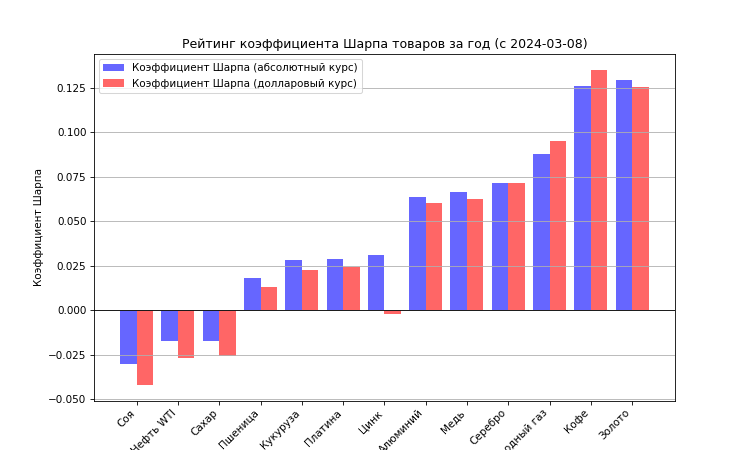 Рейтинг коэффициента Шарпа товаров за год (с 2024-03-08)
Коэффициент Шарпа (абсолютный курс)
Коэффициент Шарпа (долларовый курс)
Коэффициент Шарпа
0.125
0.100
0.075
0.050
0.025
0.000
−0.025
−0.050
Соя
Нефть WTI
Сахар
Пшеница
Кукуруза
Платина
Цинк
Алюминий
Медь
Серебро
одный газ
Кофе
Золото